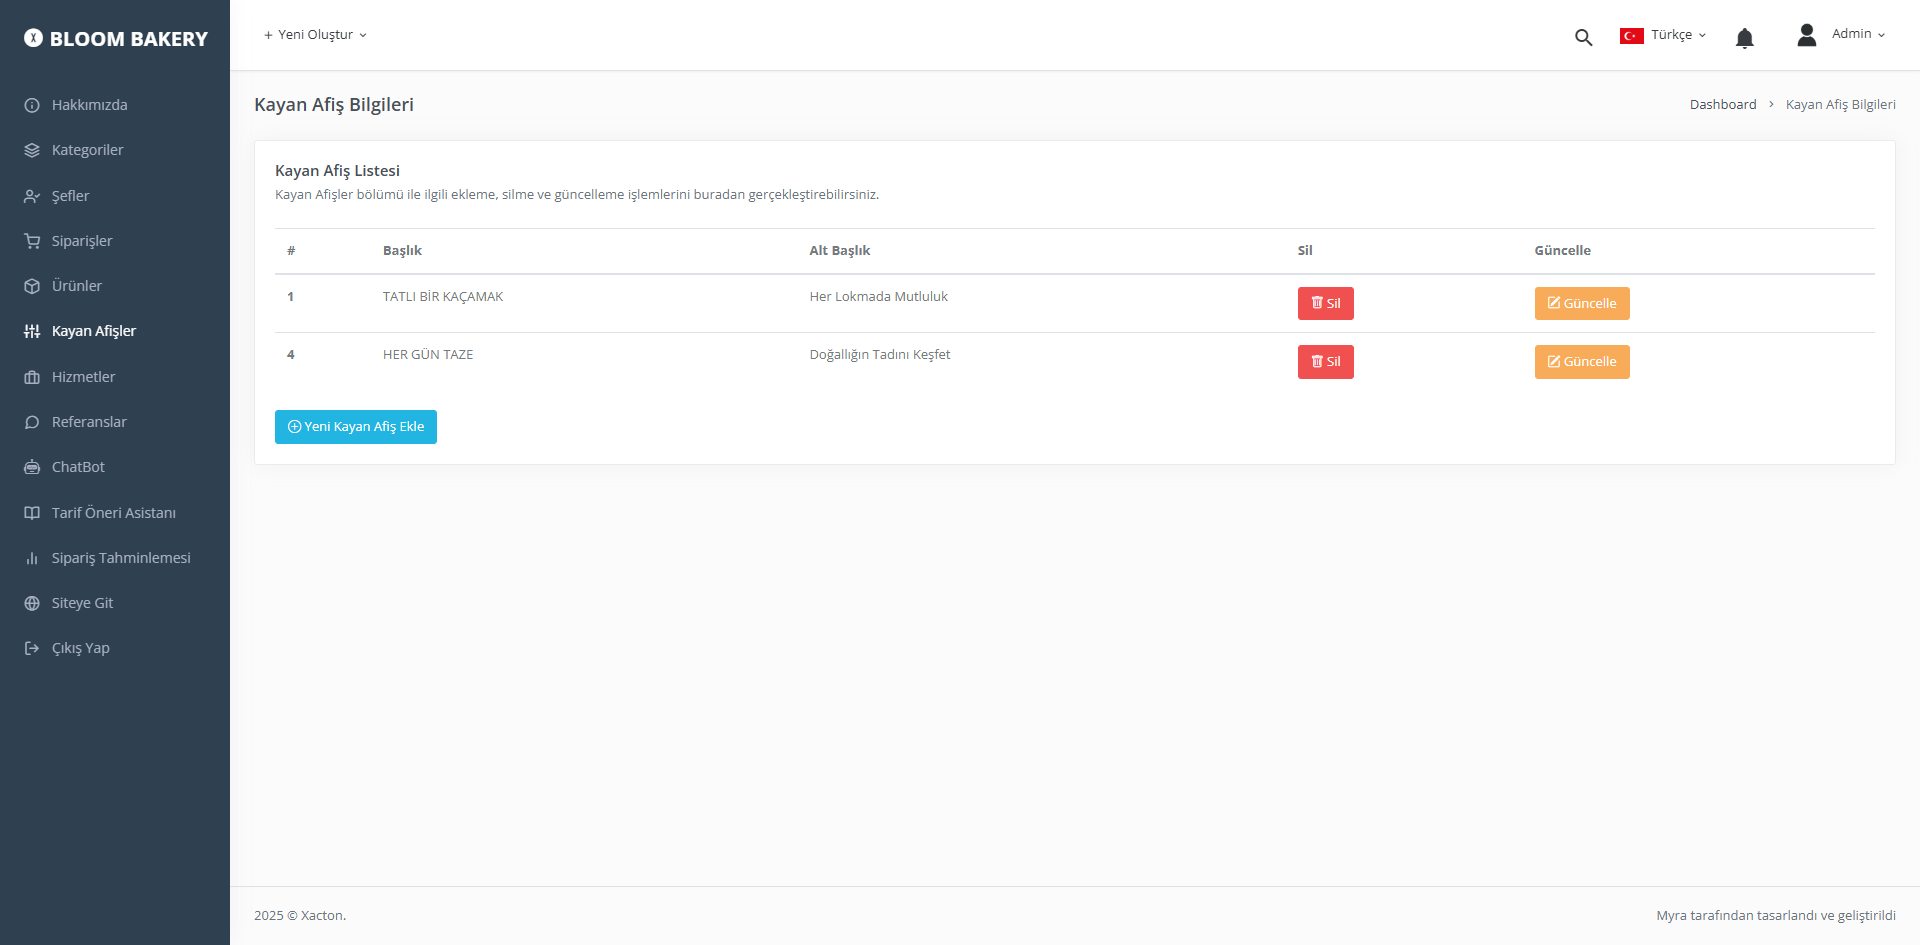 BLOOM BAKERY
+ Yeni Oluştur
Türkçe
Admin
Hakkımızda
Kategoriler
Şefler
Siparişler
Ürünler
Kayan Afişler
Hizmetler
Referanslar
ChatBot
Tarif Öneri Asistanı
Sipariş Tahminlemesi
Siteye Git
Çıkış Yap
Kayan Afiş Bilgileri
Dashboard > Kayan Afiş Bilgileri
Kayan Afiş Listesi
Kayan Afişler bölümü ile ilgili ekleme, silme ve güncelleme işlemlerini buradan gerçekleştirebilirsiniz.
# Başlık Alt Başlık Sil Güncelle
1 TATLI BİR KAÇAMAK Her Lokmada Mutluluk Sil Güncelle
4 HER GÜN TAZE Doğallığın Tadını Keşfet Sil Güncelle
Yeni Kayan Afiş Ekle
2025 © Xacton.
Myra tarafından tasarlandı ve geliştirildi